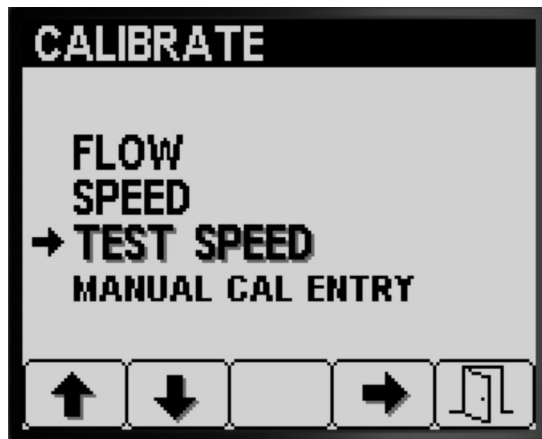 CALIBRATE
FLOW
SPEED
TEST SPEED
MANUAL CAL ENTRY